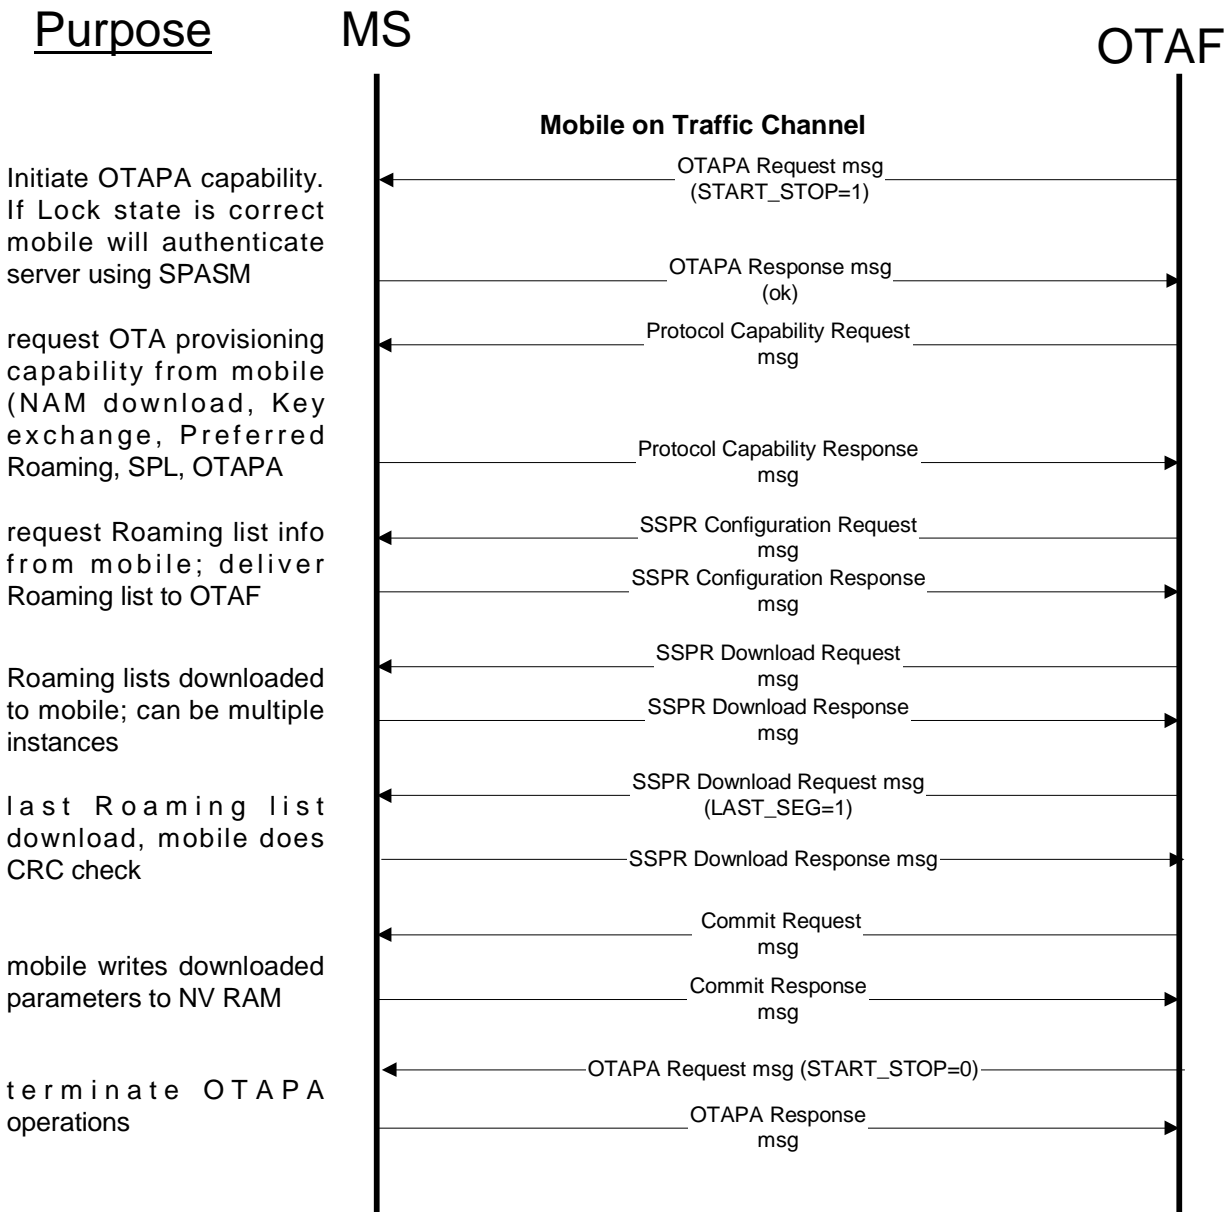 Purpose
MS
OTAF
Mobile on Traffic Channel
Initiate OTAPA capability.
If Lock state is correct
mobile will authenticate
server using SPASM
OTAPA Request msg
(START_STOP=1)
OTAPA Response msg
(ok)
request OTA provisioning
capability from mobile
(NAM download, Key
exchange, Preferred
Roaming, SPL, OTAPA
Protocol Capability Request
msg
Protocol Capability Response
msg
request Roaming list info
from mobile; deliver
Roaming list to OTAF
SSPR Configuration Request
msg
SSPR Configuration Response
msg
Roaming lists downloaded
to mobile; can be multiple
instances
SSPR Download Request
msg
SSPR Download Response
msg
last Roaming list
download, mobile does
CRC check
SSPR Download Request msg
(LAST_SEG=1)
SSPR Download Response msg
mobile writes downloaded
parameters to NV RAM
Commit Request
msg
Commit Response
msg
terminate OTAPA
operations
OTAPA Request msg (START_STOP=0)
OTAPA Response
msg